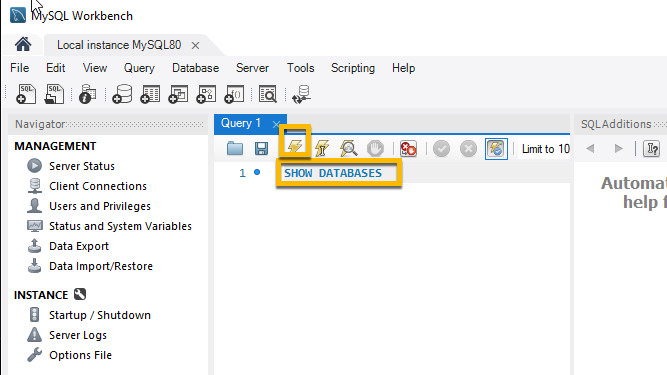 MySQL Workbench
Local instance MySQL80
File Edit View Query Database Server Tools Scripting Help
SQL SQL
Navigator
MANAGEMENT
Server Status
Client Connections
Users and Privileges
Status and System Variables
Data Export
Data Import/Restore
INSTANCE
Startup / Shutdown
Server Logs
Options File
Query 1
Limit to 10
1 SHOW DATABASES
SQLAdditions
Automat
help f